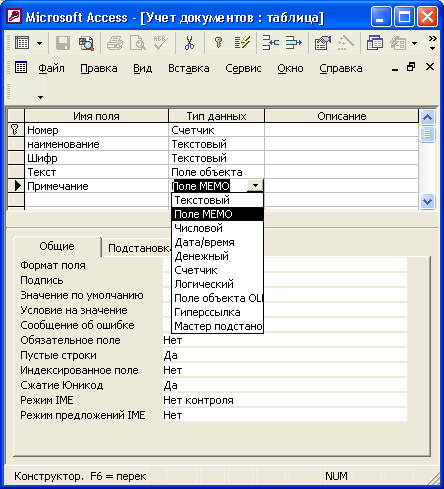 Microsoft Access - [Учет документов : таблица]
Файл Правка Вид Вставка Сервис Окно Справка
Имя поля Тип данных Описание
Номер Счетчик
наименование Текстовый
Шифр Текстовый
Текст Поле объекта
Примечание Поле МЕМО
Текстовый
Поле МЕМО
Числовой
Дата/время
Денежный
Счетчик
Логический
Поле объекта OLI
Гиперссылка
Мастер подстано
Общие Подстановка
Формат поля
Подпись
Значение по умолчанию
Условие на значение
Сообщение об ошибке
Обязательное поле Нет
Пустые строки Да
Индексированное поле Нет
Сжатие Юникод Да
Режим IME Нет контроля
Режим предложений IME Нет
Конструктор. F6 = перек NUM